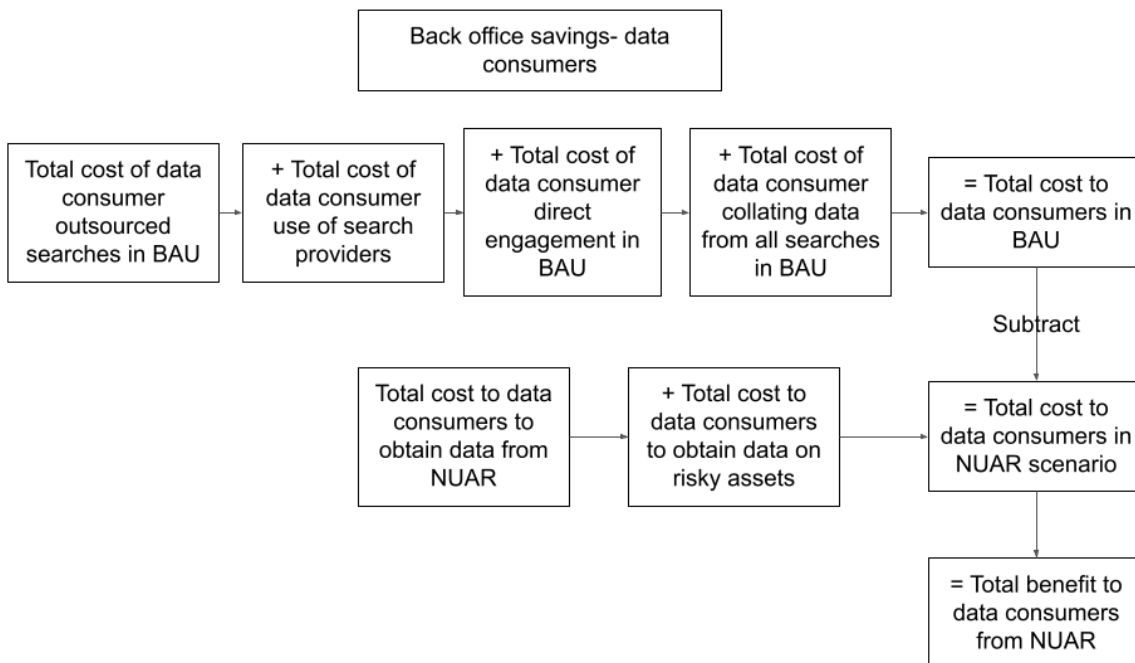 Back office savings- data
consumers
Total cost of data
consumer
outsourced
searches in BAU
+ Total cost of
data consumer
use of search
providers
+ Total cost of
data consumer
direct
engagement in
BAU
+ Total cost of
data consumer
collating data
from all searches
in BAU
= Total cost to
data consumers in
BAU
Subtract
Total cost to data
consumers to
obtain data from
NUAR
+ Total cost to
data consumers
to obtain data on
risky assets
= Total cost to
data consumers in
NUAR scenario
= Total benefit to
data consumers
from NUAR